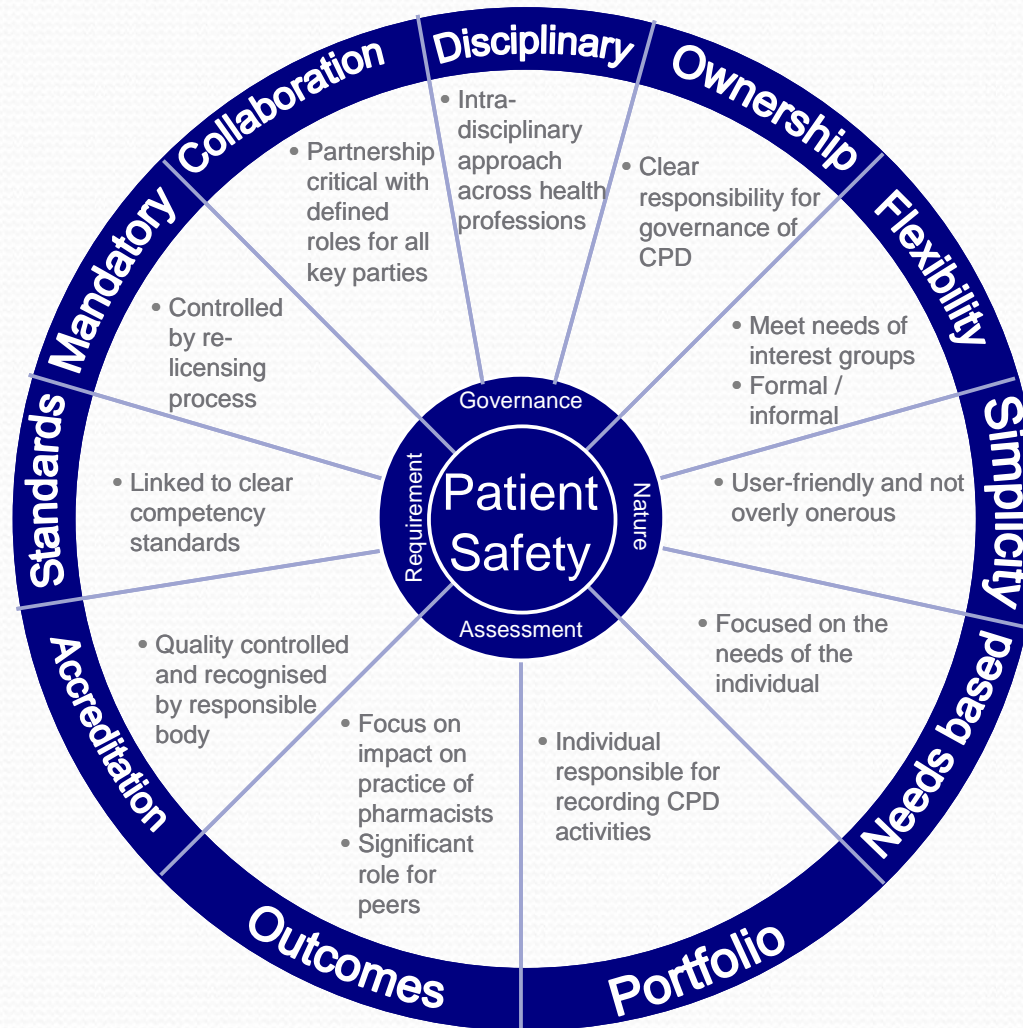 Collaboration
• Partnership
critical with
defined
roles for all
key parties
Disciplinary
• Intra-
disciplinary
approach
across health
professions
Ownership
• Clear
responsibility for
governance of
CPD
Flexibility
• Meet needs of
interest groups
• Formal /
informal
Simplicity
• User-friendly and not
overly onerous
Needs based
• Focused on the
needs of the
individual
Portfolio
• Individual
responsible for
recording CPD
activities
Outcomes
• Focus on
impact on
practice of
pharmacists
• Significant
role for
peers
Accreditation
• Quality controlled
and recognised
by responsible
body
Standards
• Linked to clear
competency
standards
Mandatory
• Controlled
by re-
licensing
process
Governance
Nature
Assessment
Requirement
Patient
Safety